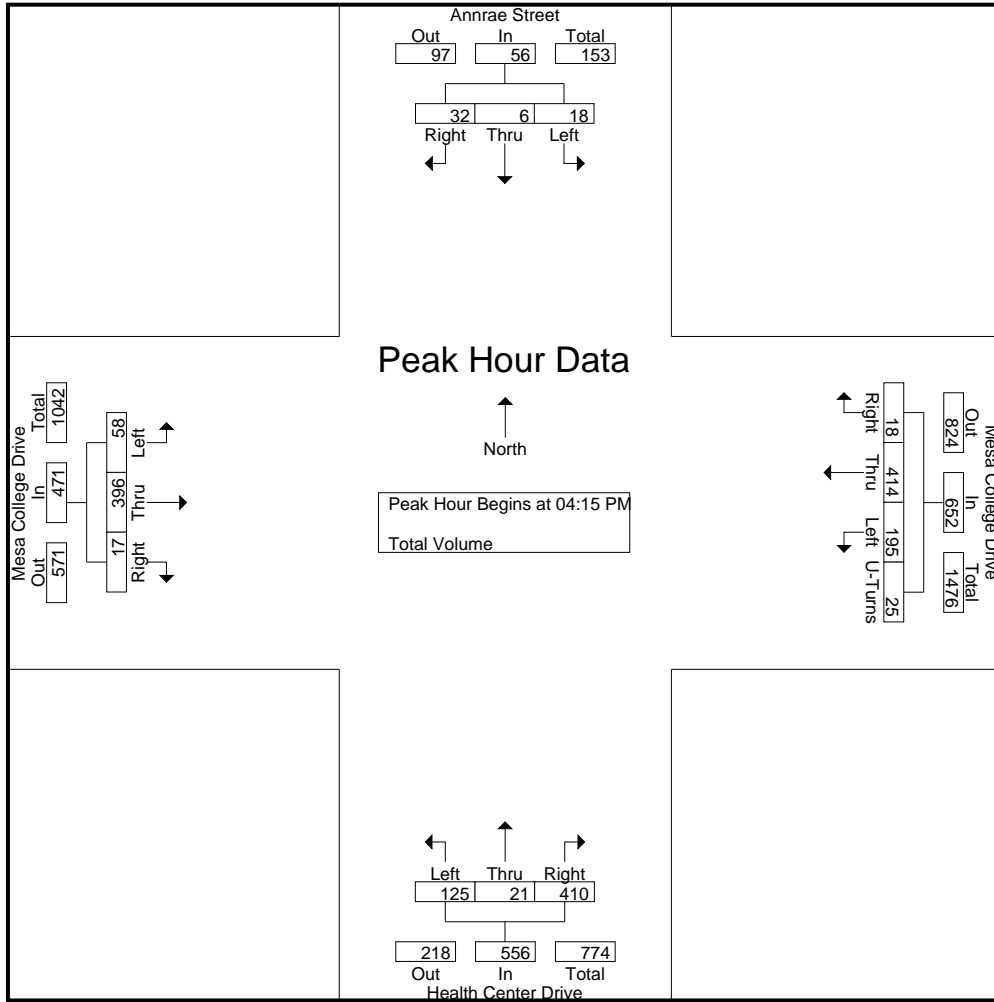 Annrae Street
Out In Total
97 56 153
32 6 18
Right Thru Left
Peak Hour Data
North
Peak Hour Begins at 04:15 PM
Total Volume
Mesa College Drive
Total In Out
1042 471 571
58 396 17
Left Thru Right
Mesa College Drive
Out In Total
824 652 1476
18 414 195 25
Right Thru Left U-Turns
Left Thru Right
125 21 410
218 556 774
Out In Total
Health Center Drive